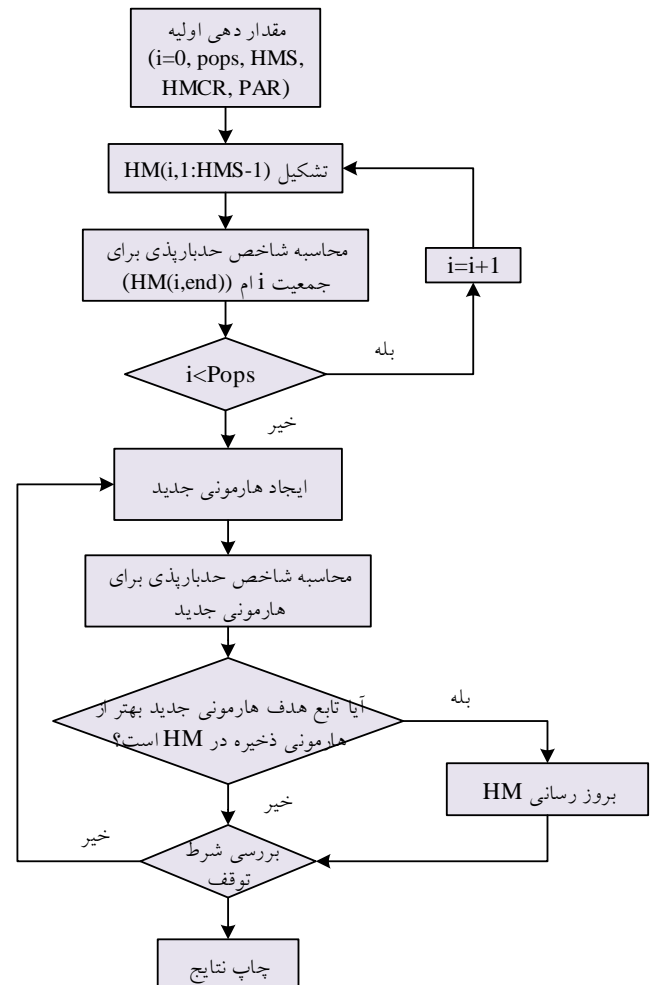 مقدار دهی اولیه
(i=0, pops, HMS,
HMCR, PAR)
تشکیل HM(i,1:HMS-1)
محاسبه شاخص حدبارپذی برای
جمعیت i ام (HM(i,end))
i=i+1
i<Pops
بله
خیر
ایجاد هارمونی جدید
محاسبه شاخص حدبارپذی برای
هارمونی جدید
آیا تابع هدف هارمونی جدید بهتر از
هارمونی ذخیره در HM است؟
بله
بروز رسانی HM
خیر
خیر
بررسی شرط
توقف
چاپ نتایج